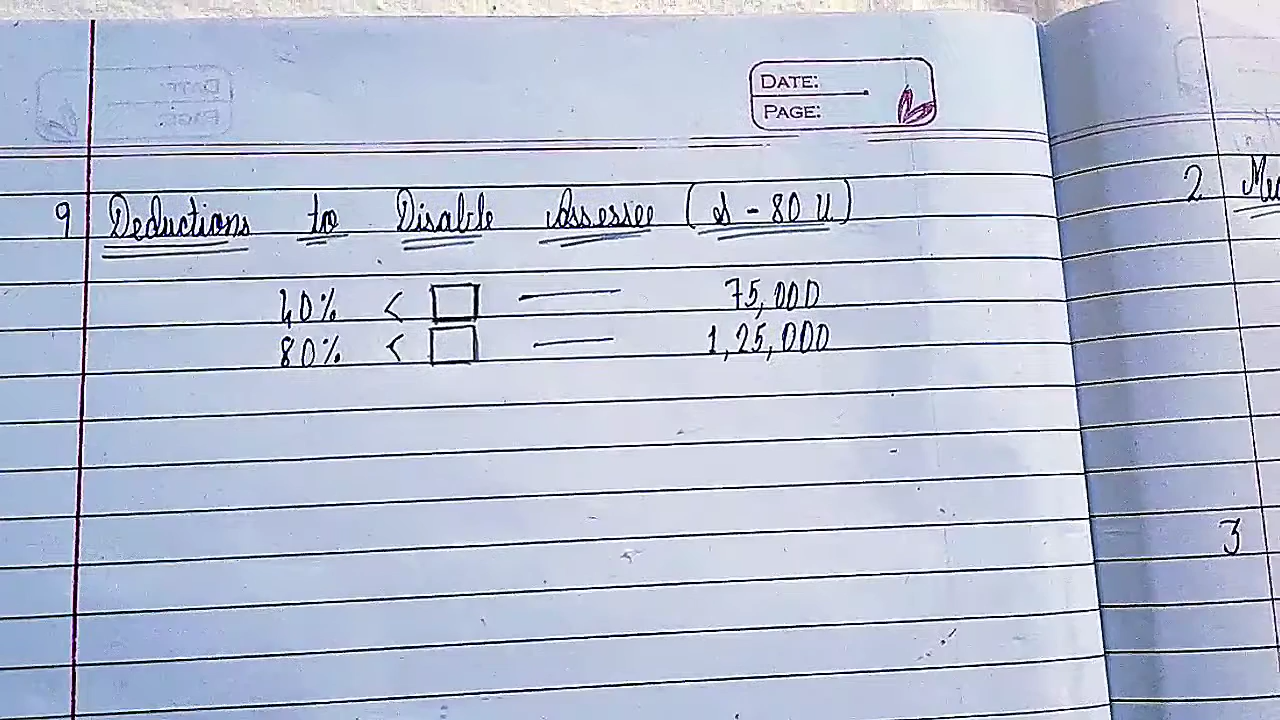 DATE:
PAGE:
9 Deductions to Disable Assessee (S - 80 U)
40% < □ — 75,000
80% < □ — 1,25,000
2
3